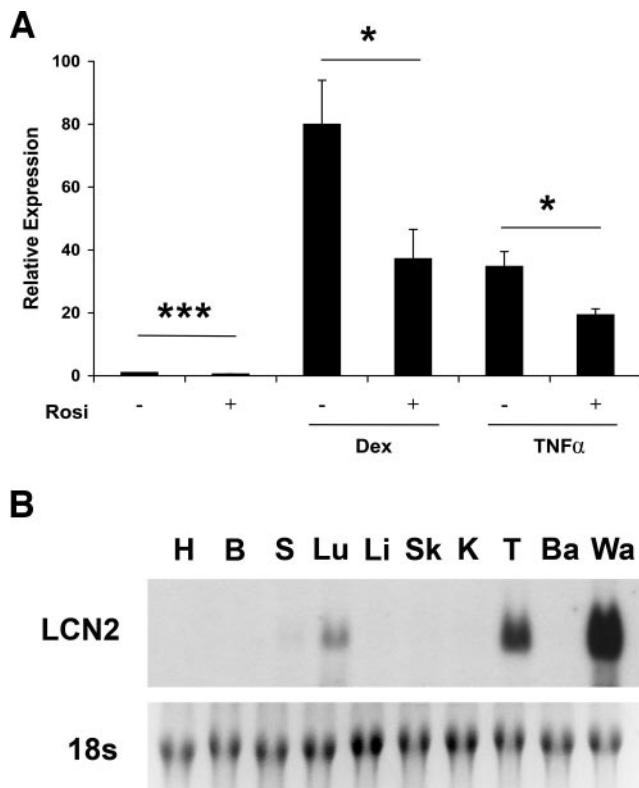 A
*
100
80
*
60
Relative Expression
40
***
20
0
Rosi - + - + - +
Dex TNFα
B
H B S Lu Li Sk K T Ba Wa
LCN2
18s